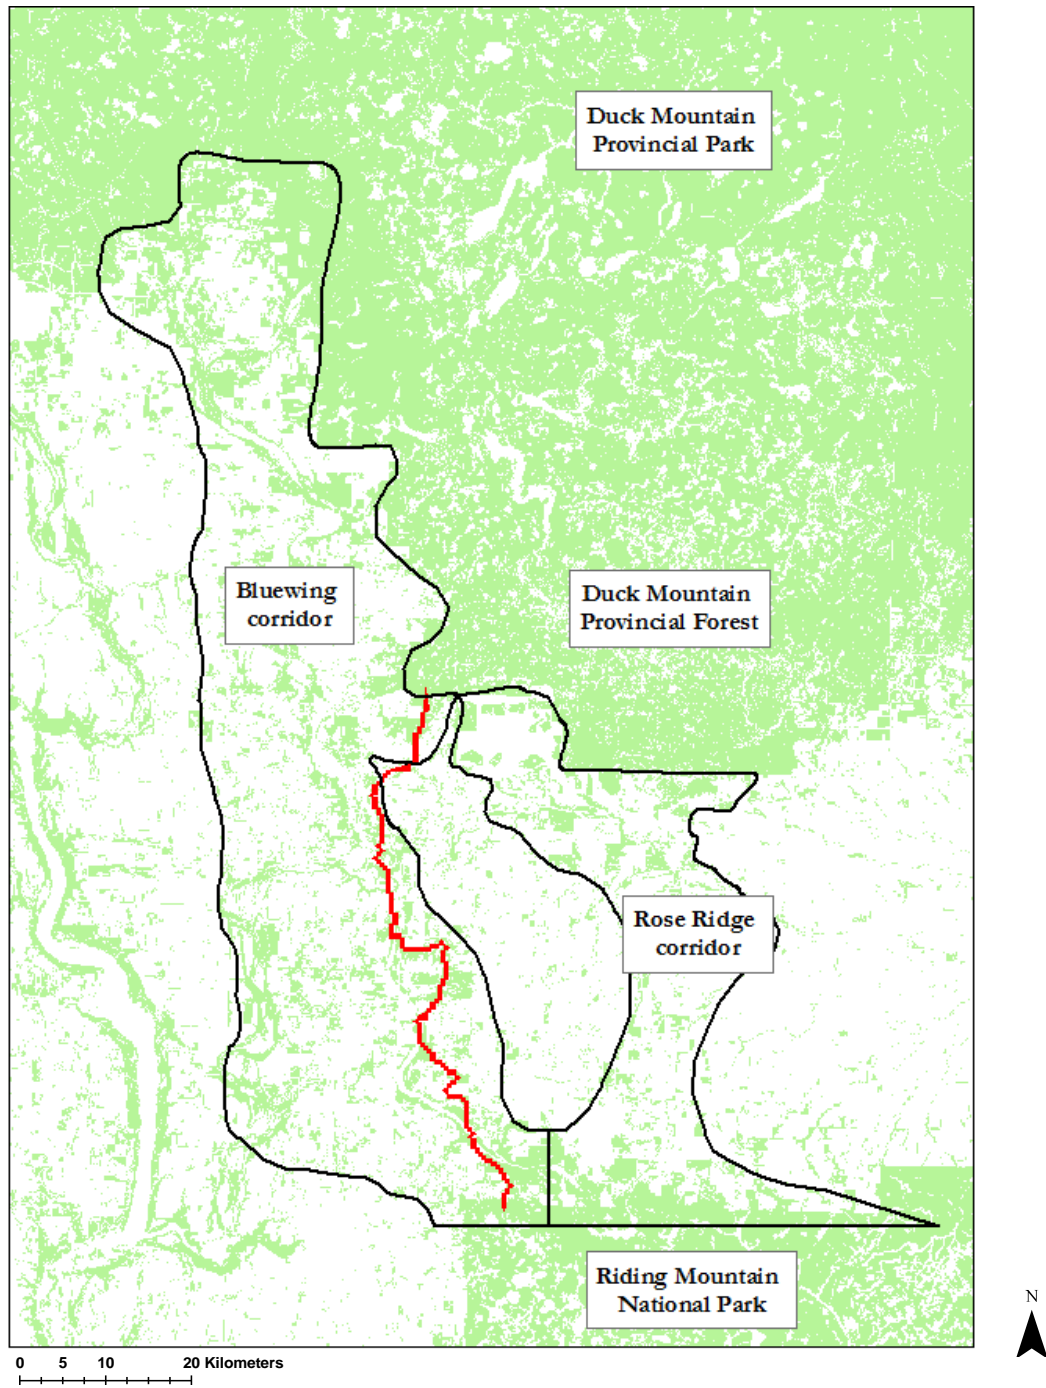 Duck Mountain
Provincial Park
Bluewing
corridor
Duck Mountain
Provincial Forest
Rose Ridge
corridor
Riding Mountain
National Park
N
0 5 10 20 Kilometers